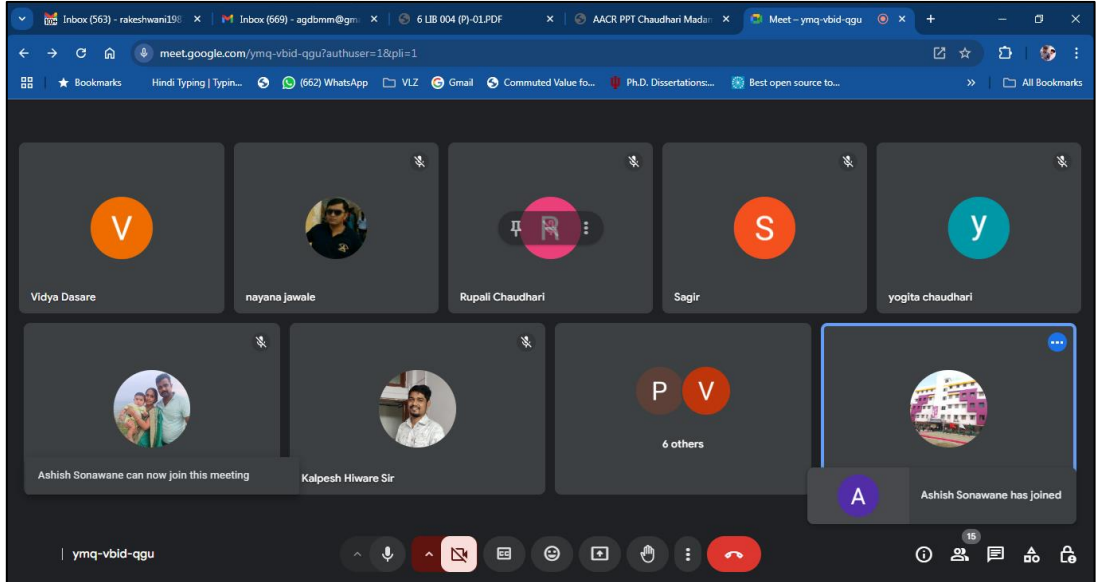 Inbox (563) - rakeshwani198
Inbox (669) - agdbmm@gm
6 LIB 004 (P)-01.PDF
AACR PPT Chaudhari Madan
Meet – ymq-vbid-qgu
meet.google.com/ymq-vbid-qgu?authuser=1&pli=1
Bookmarks
Hindi Typing | Typin...
(662) WhatsApp
VLZ
Gmail
Commuted Value fo...
Ph.D. Dissertations:...
Best open source to...
»
All Bookmarks
V
R
S
y
Vidya Dasare
nayana jawale
Rupali Chaudhari
Sagir
yogita chaudhari
P V
6 others
Ashish Sonawane can now join this meeting
Kalpesh Hiware Sir
A
Ashish Sonawane has joined
ymq-vbid-qgu
CC
15